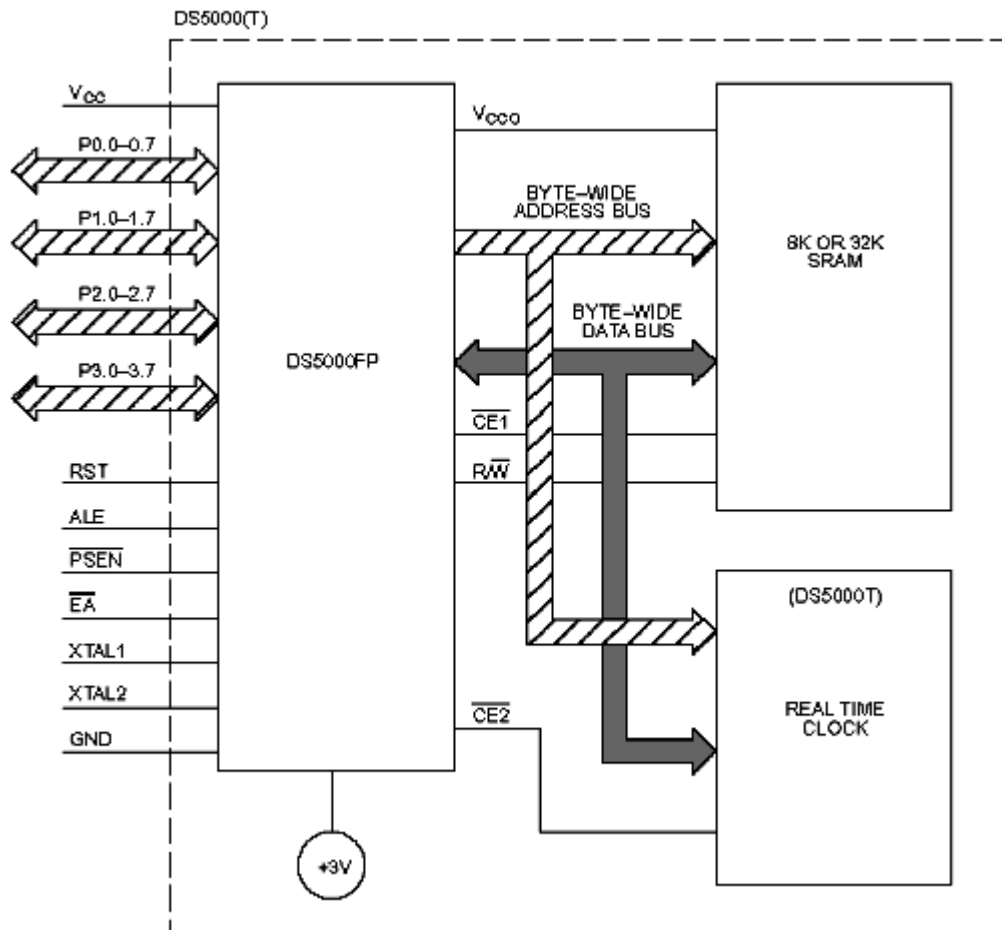 DS5000(T)
VCC
P0.0–0.7
P1.0–1.7
P2.0–2.7
P3.0–3.7
RST
ALE
PSEN
EA
XTAL1
XTAL2
GND
DS5000FP
+3V
VCCO
BYTE–WIDE
ADDRESS BUS
BYTE–WIDE
DATA BUS
CE1
R/W
CE2
8K OR 32K
SRAM
(DS5000T)
REAL TIME
CLOCK